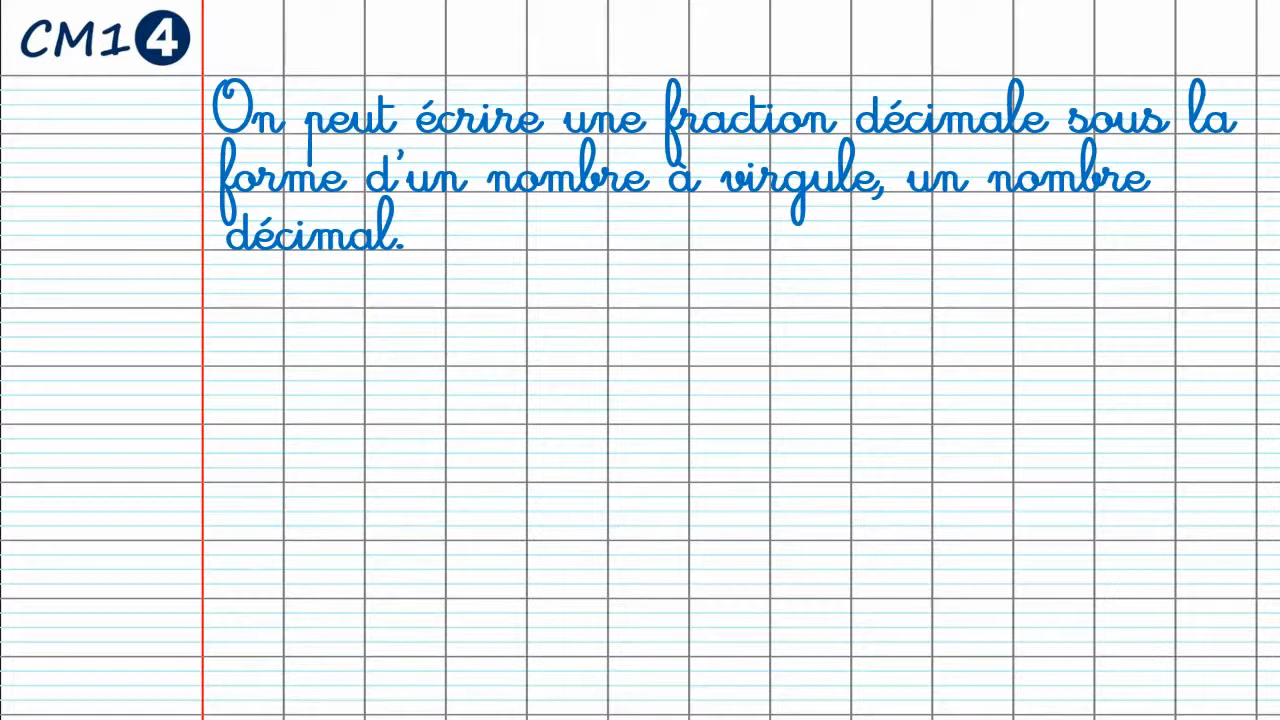 CM1 4
On peut écrire une fraction décimale sous la
forme d'un nombre à virgule, un nombre
décimal.